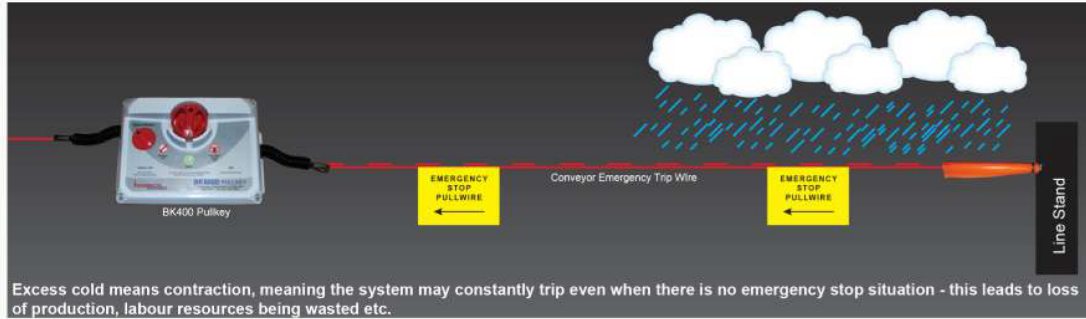 EMERGENCY
STOP
PULLWIRE
Conveyor Emergency Trip Wire
EMERGENCY
STOP
PULLWIRE
BK400 Pullkey
Line Stand
Excess cold means contraction, meaning the system may constantly trip even when there is no emergency stop situation - this leads to loss
of production, labour resources being wasted etc.